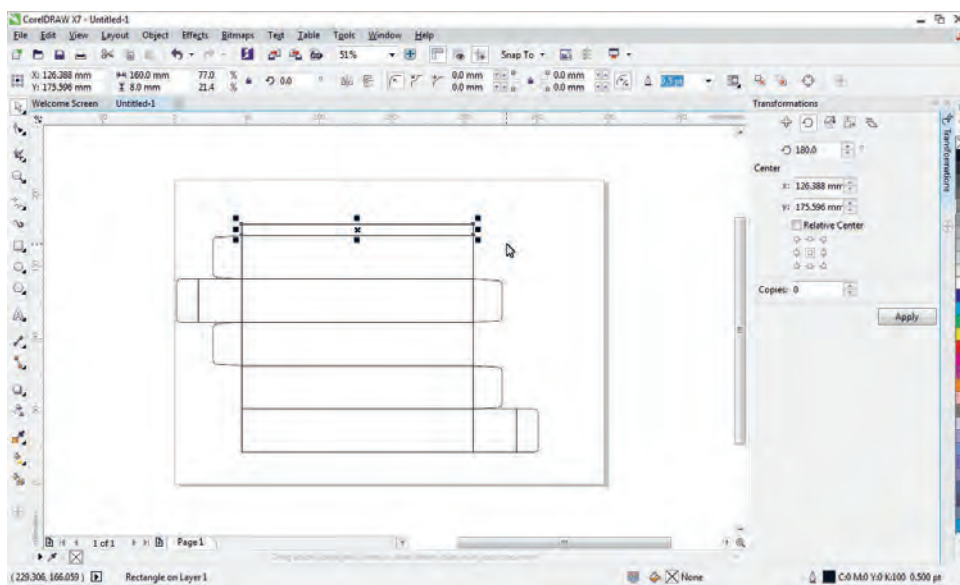 CorelDRAW X7 - Untitled-1
File Edit View Layout Object Effects Bitmaps Text Table Tools Window Help
51% Snap To
X: 126.388 mm 160.0 mm 77.0 % 0.0 ° 0.0 mm 0.0 mm
Y: 175.596 mm 8.0 mm 21.4 % 0.0 mm 0.0 mm
Welcome Screen Untitled-1
Transformations
180.0 °
Center
x: 126.388 mm
y: 175.596 mm
Relative Center
Copies: 0
Apply
Transformations
1 of 1 Page 1
(229.306, 166.059) Rectangle on Layer 1 None C:0 M:0 Y:0 K:100 0.500 pt